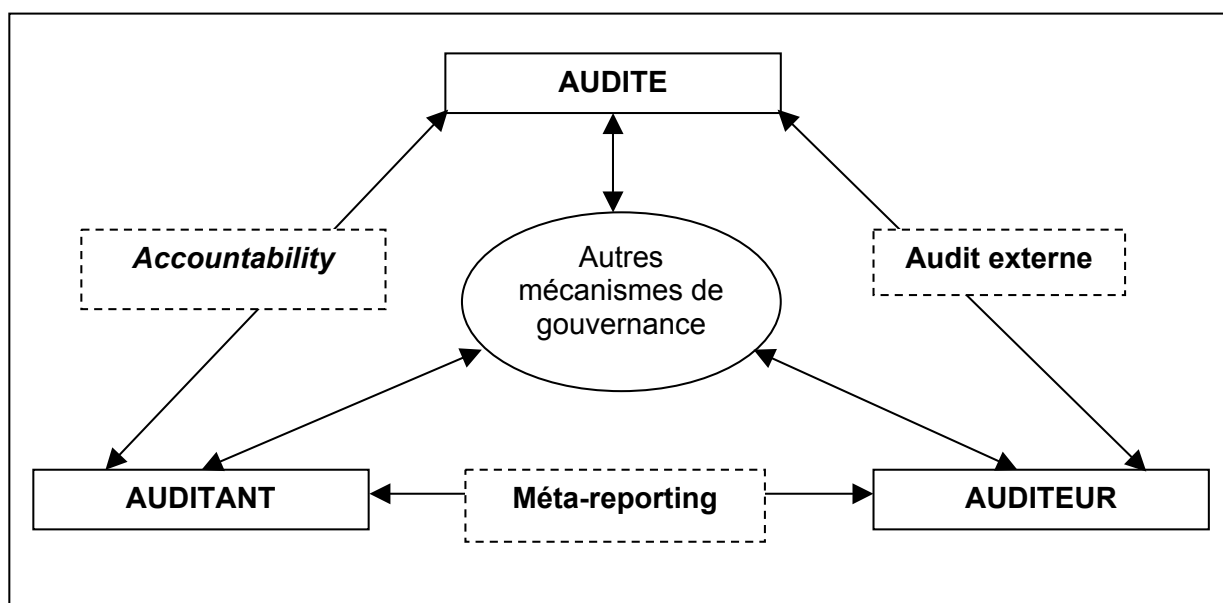 AUDITE
Accountability
Autres
mécanismes de
gouvernance
Audit externe
AUDITANT
Méta-reporting
AUDITEUR